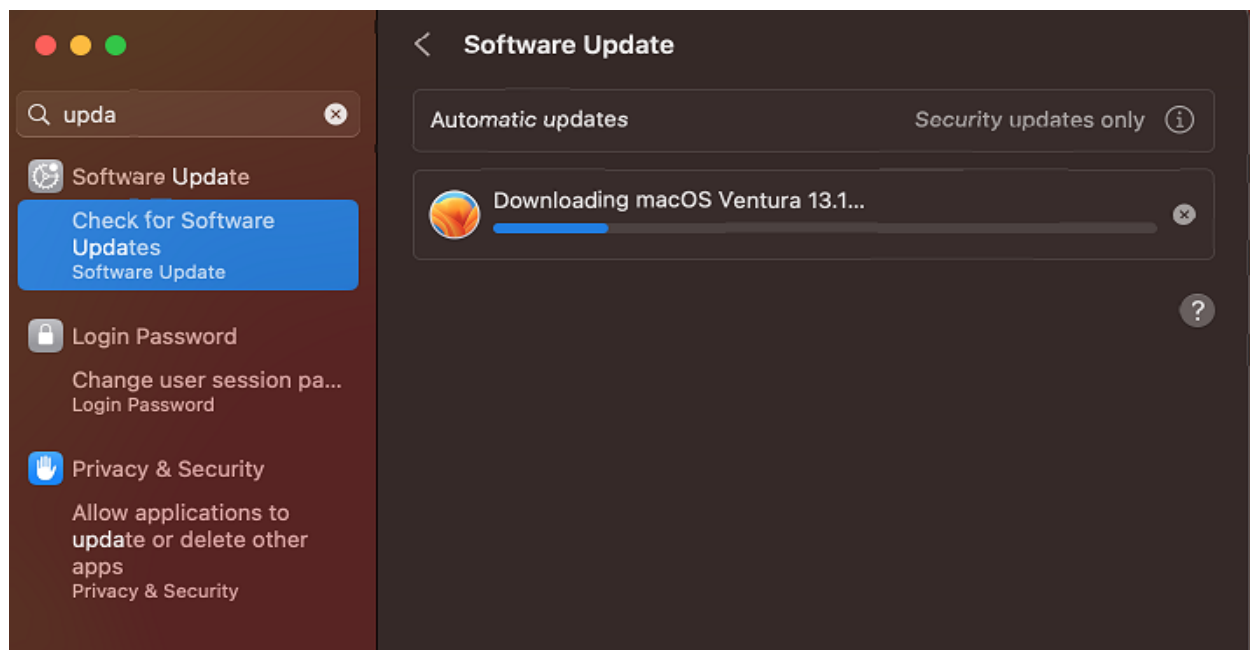 Software Update
upda
Automatic updates
Security updates only
Software Update
Check for Software
Updates
Software Update
Downloading macOS Ventura 13.1...
?
Login Password
Change user session pa...
Login Password
Privacy & Security
Allow applications to
update or delete other
apps
Privacy & Security